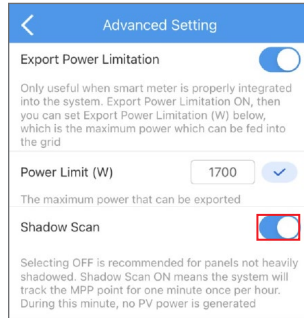 Advanced Setting
Export Power Limitation
Only useful when smart meter is properly integrated
into the system. Export Power Limitation ON, then
you can set Export Power Limitation (W) below,
which is the maximum power which can be fed into
the grid
Power Limit (W) 1700
The maximum power that can be exported
Shadow Scan
Selecting OFF is recommended for panels not heavily
shadowed. Shadow Scan ON means the system will
track the MPP point for one minute once per hour.
During this minute, no PV power is generated